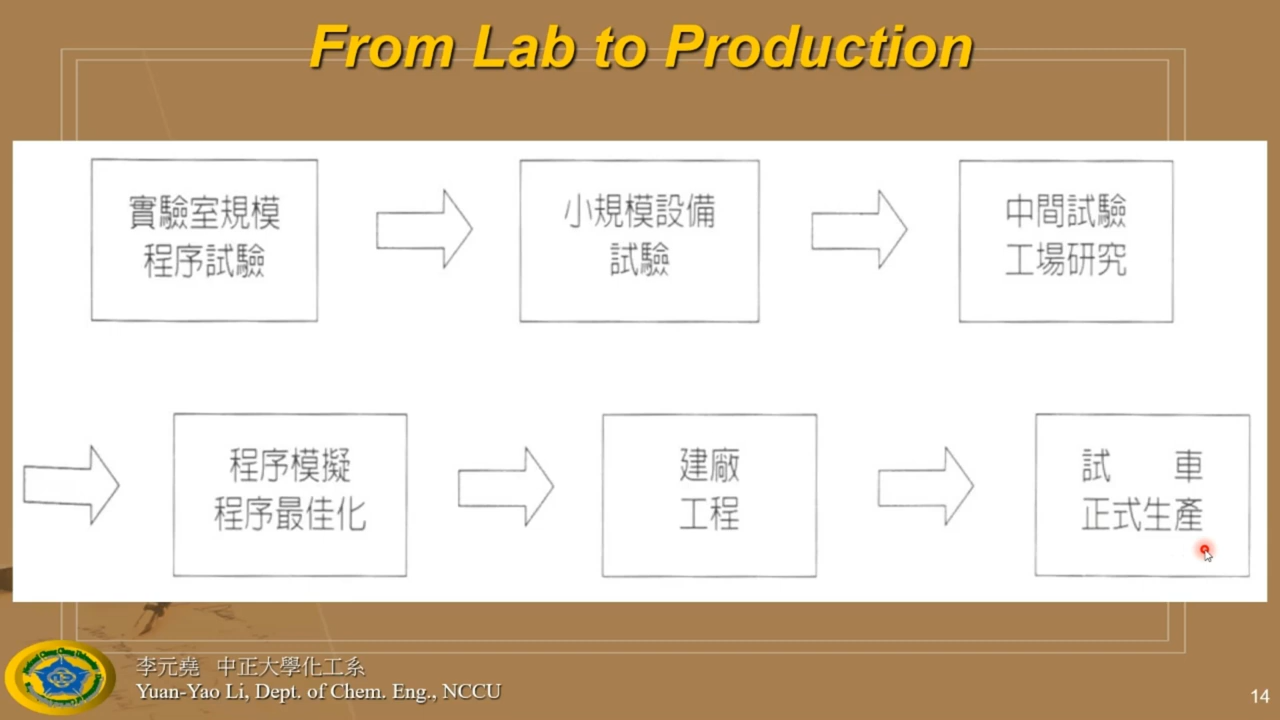 From Lab to Production
實驗室規模
程序試驗
小規模設備
試驗
中間試驗
工場研究
程序模擬
程序最佳化
建廠
工程
試 車
正式生產
李元堯 中正大學化工系
Yuan-Yao Li, Dept. of Chem. Eng., NCCU
14